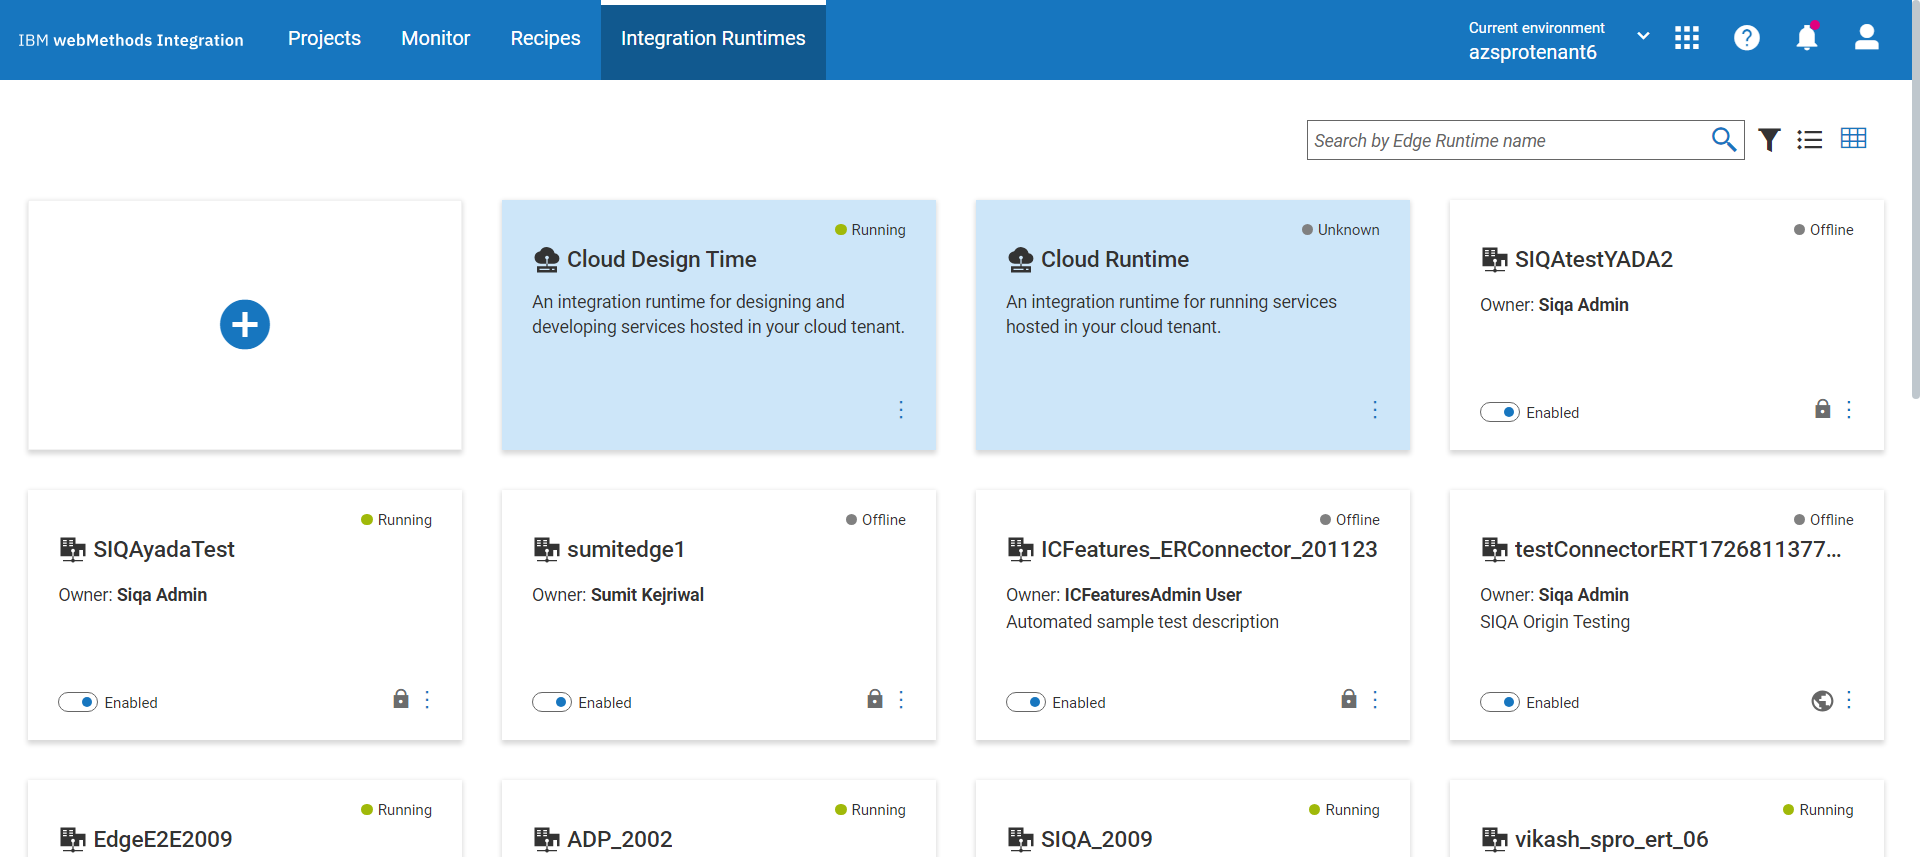 IBM webMethods Integration
Projects
Monitor
Recipes
Integration Runtimes
Current environment
azsprotenant6
Search by Edge Runtime name
Running
Cloud Design Time
An integration runtime for designing and
developing services hosted in your cloud tenant.
Unknown
Cloud Runtime
An integration runtime for running services
hosted in your cloud tenant.
Offline
SIQAtestYADA2
Owner: Siqa Admin
Enabled
Running
SIQAyadaTest
Owner: Siqa Admin
Enabled
Offline
sumitedge1
Owner: Sumit Kejriwal
Enabled
Offline
ICFeatures_ERConnector_201123
Owner: ICFeaturesAdmin User
Automated sample test description
Enabled
Offline
testConnectorERT1726811377...
Owner: Siqa Admin
SIQA Origin Testing
Enabled
Running
EdgeE2E2009
Running
ADP_2002
Running
SIQA_2009
Running
vikash_spro_ert_06